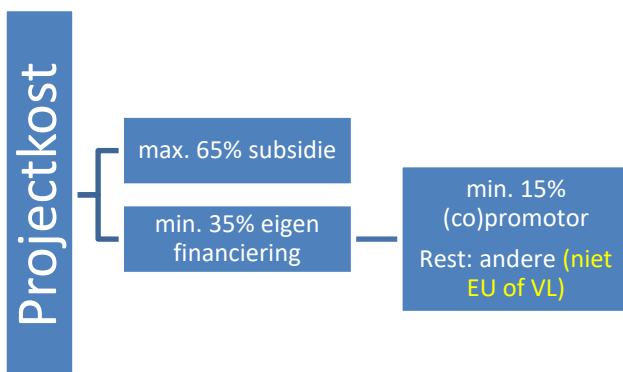 Projectkost
max. 65% subsidie
min. 35% eigen
financiering
min. 15%
(co)promotor
Rest: andere (niet
EU of VL)